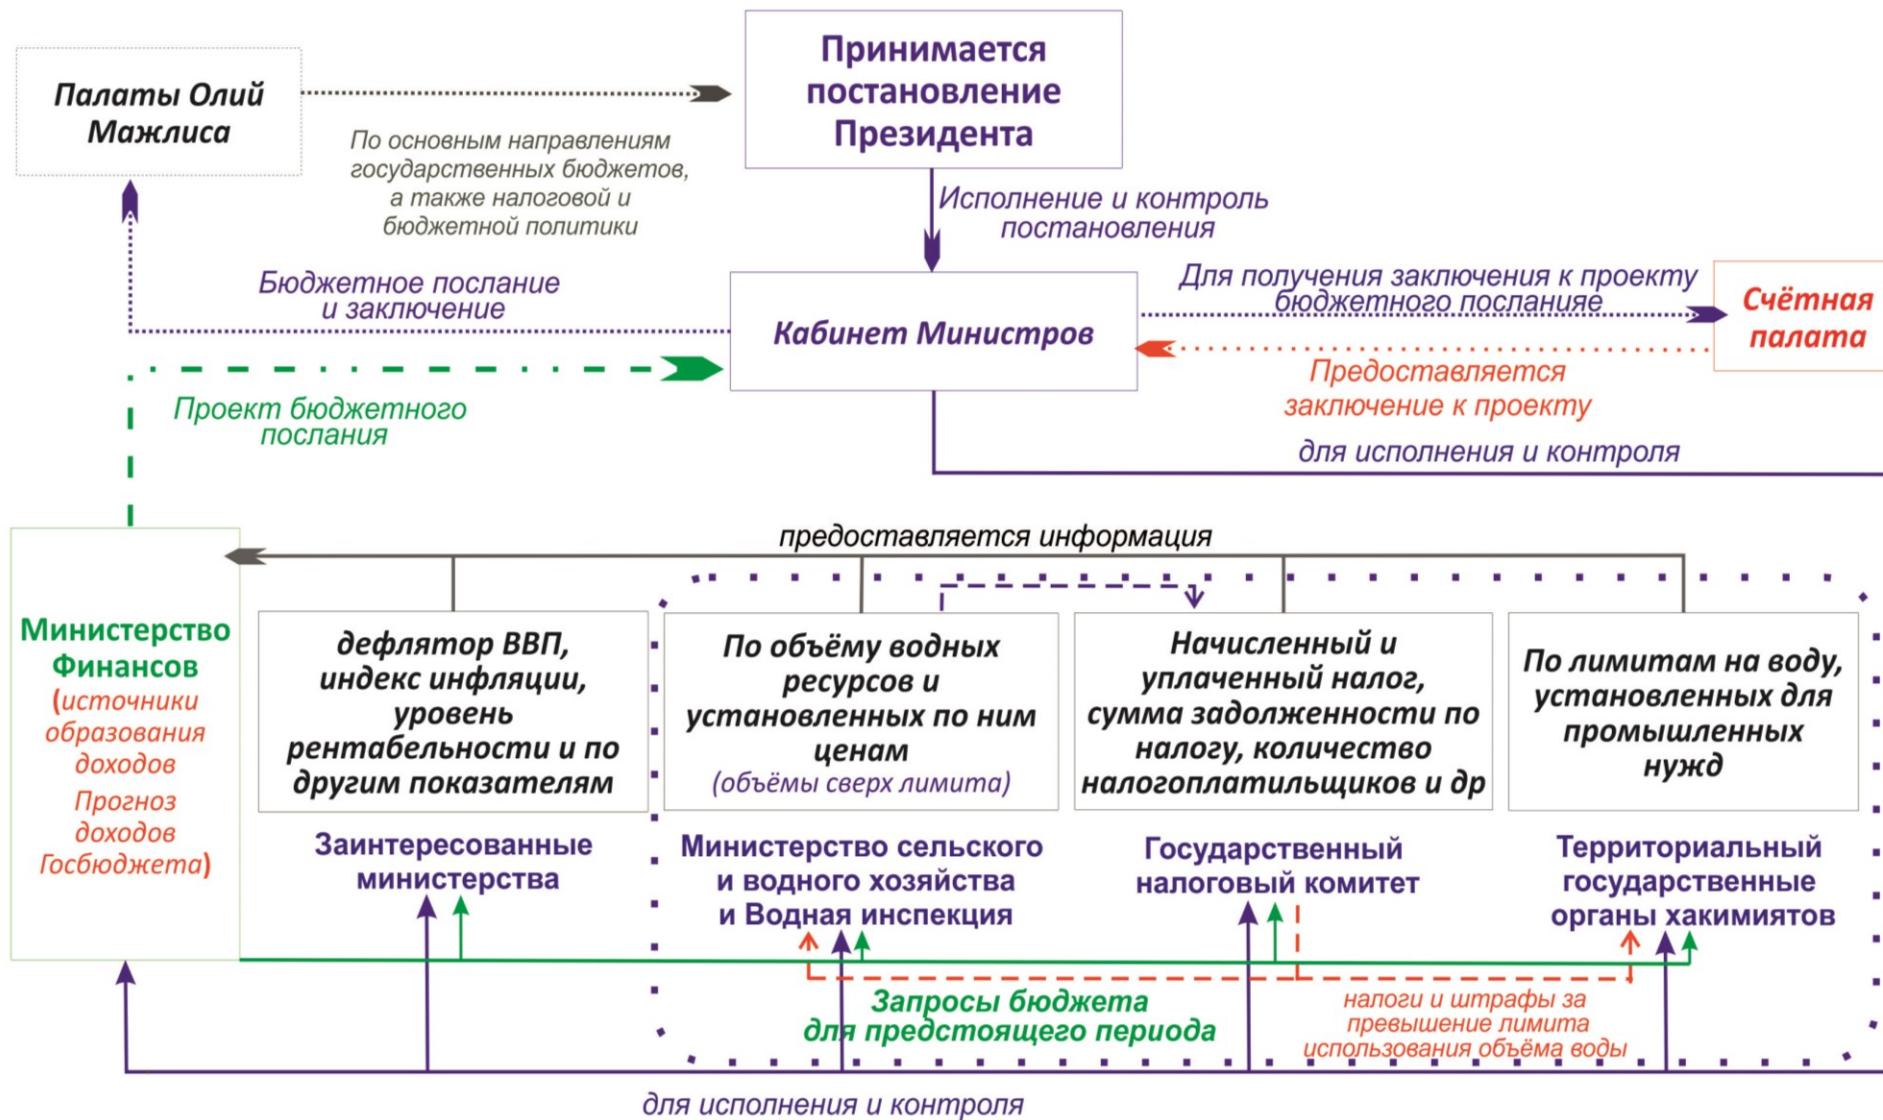 Палаты Олий
Мажлиса
Принимается
постановление
Президента
По основным направлениям
государственных бюджетов,
а также налоговой и
бюджетной политики
Исполнение и контроль
постановления
Бюджетное послание
и заключение
Кабинет Министров
Для получения заключения к проекту
бюджетного посланияе
Счётная
палата
Предоставляется
заключение к проекту
Проект бюджетного
послания
для исполнения и контроля
предоставляется информация
Министерство
Финансов
(источники
образования
доходов
Прогноз
доходов
Госбюджета)
дефлятор ВВП,
индекс инфляции,
уровень
рентабельности и по
другим показателям
По объёму водных
ресурсов и
установленных по ним
ценам
(объёмы сверх лимита)
Начисленный и
уплаченный налог,
сумма задолженности по
налогу, количество
налогоплатильщиков и др
По лимитам на воду,
установленных для
промышленных
нужд
Заинтересованные
министерства
Министерство сельского
и водного хозяйства
и Водная инспекция
Государственный
налоговый комитет
Территориальный
государственные
органы хакимиятов
Запросы бюджета
для предстоящего периода
налоги и штрафы за
превышение лимита
использования объёма воды
для исполнения и контроля